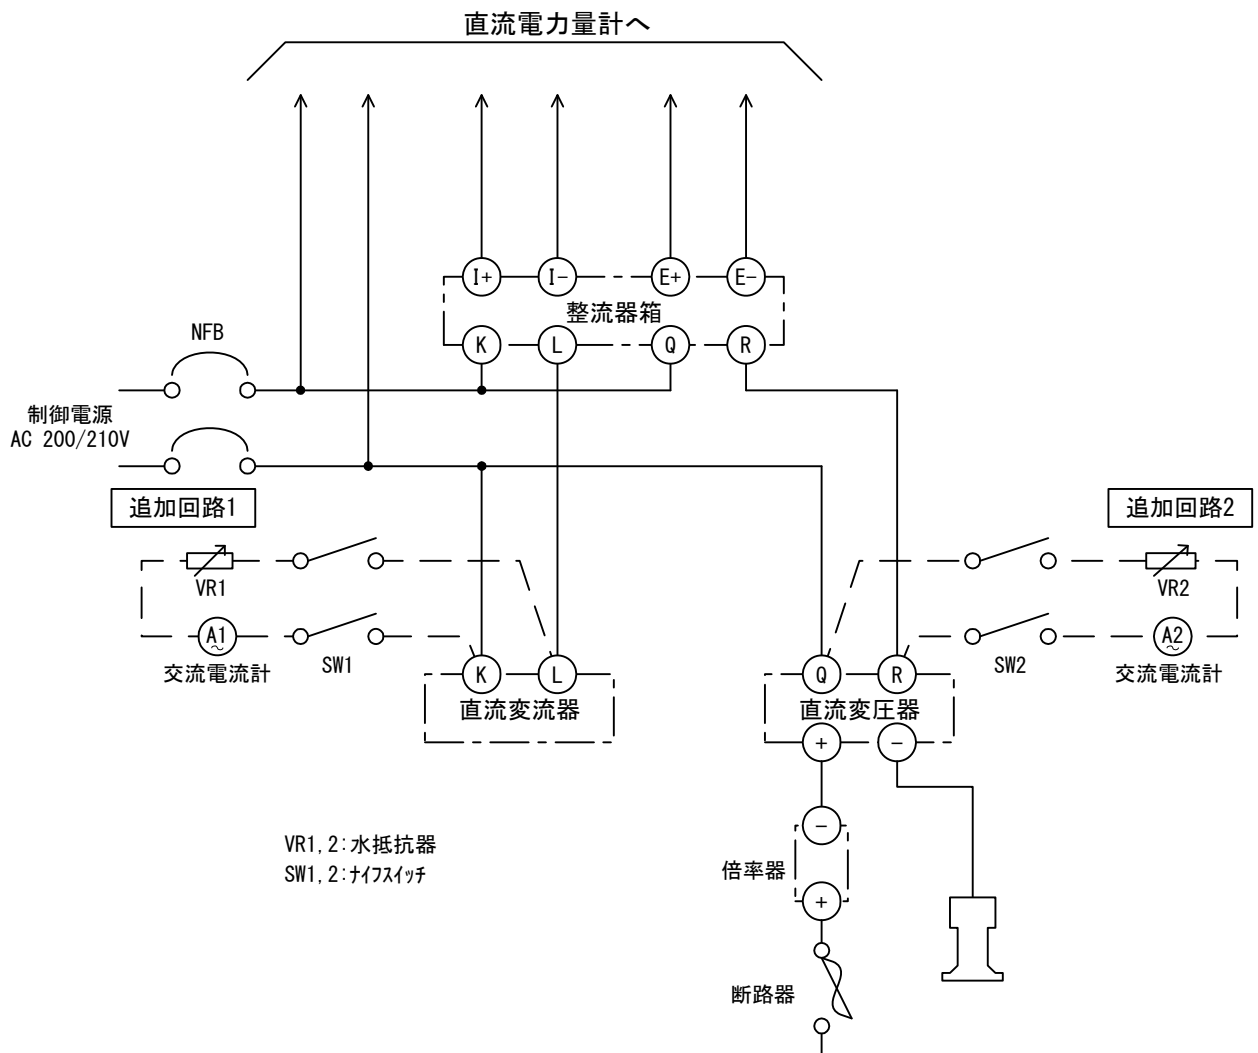 直流電力量計へ
I+ I- E+ E-
整流器箱
K L Q R
NFB
制御電源
AC 200/210V
追加回路1
追加回路2
VR1
VR2
A1
~
SW1
交流電流計
SW2
A2
~
交流電流計
K L
直流変流器
Q R
直流変圧器
+ -
VR1,2:水抵抗器
SW1,2:ナイフスイッチ
-
倍率器
+
断路器